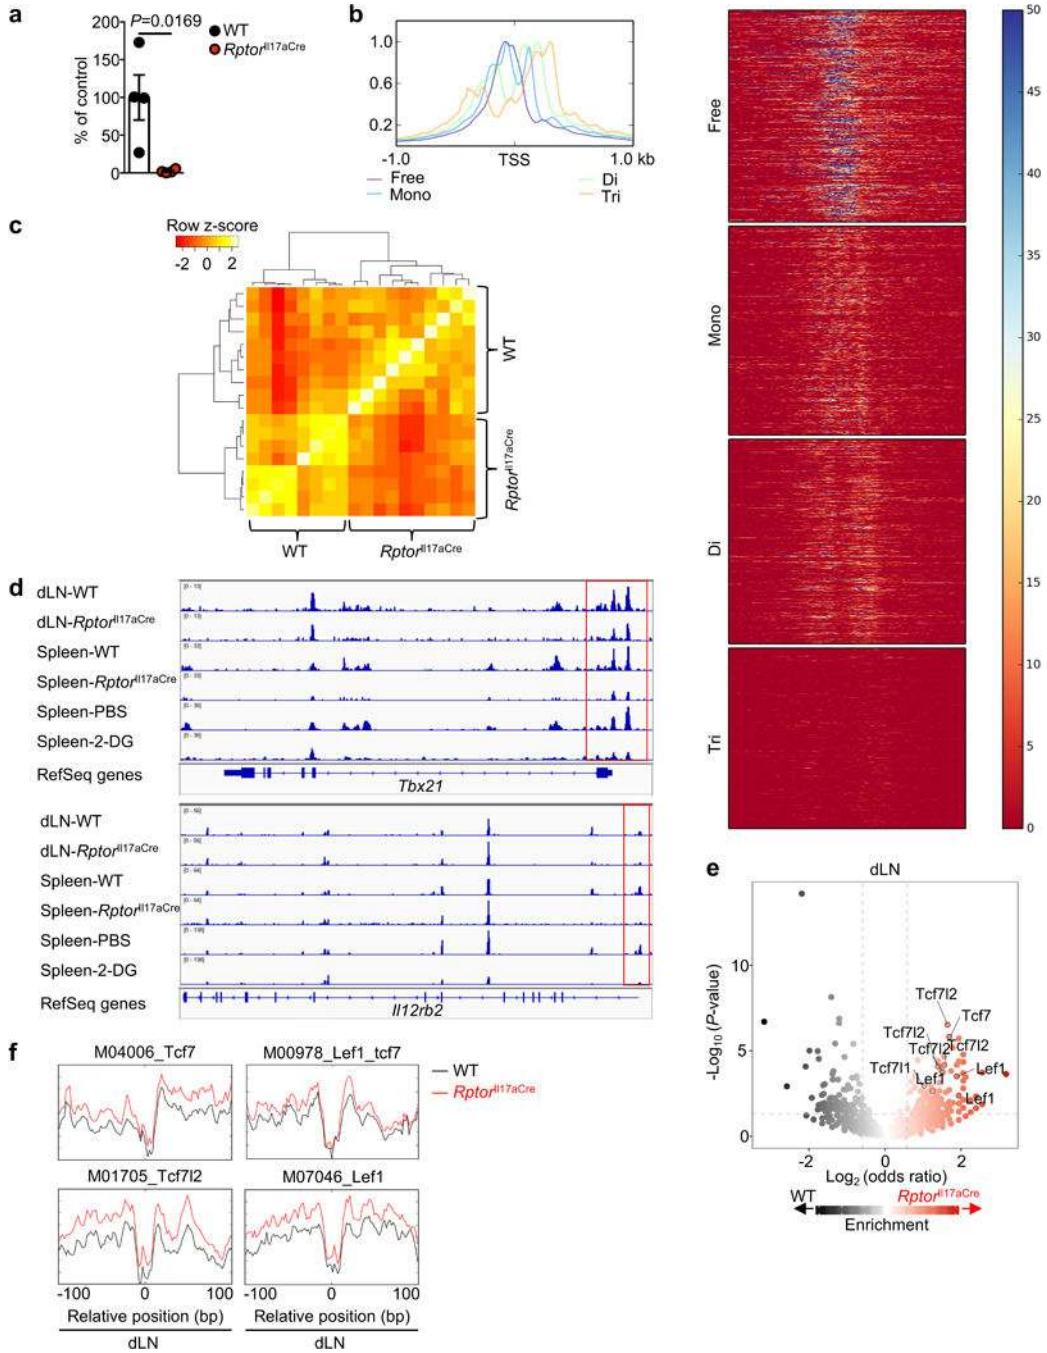 a
P=0.0169
200
150
100
50
0
% of control
WT
Rptor^Il17aCre
b
1.0
0.6
0.2
-1.0
TSS
1.0 kb
Free
Mono
Di
Tri
Free
Mono
Di
Tri
50
45
40
35
30
25
20
15
10
5
0
c
Row z-score
-2 0 2
WT
Rptor^Il17aCre
WT
Rptor^Il17aCre
d
dLN-WT
dLN-Rptor^Il17aCre
Spleen-WT
Spleen-Rptor^Il17aCre
Spleen-PBS
Spleen-2-DG
RefSeq genes
Tbx21
dLN-WT
dLN-Rptor^Il17aCre
Spleen-WT
Spleen-Rptor^Il17aCre
Spleen-PBS
Spleen-2-DG
RefSeq genes
Il12rb2
e
dLN
10
5
0
-Log₁₀ (P-value)
Tcf7l2
Tcf7
Tcf7l2
Tcf7l2
Tcf7l2
Tcf7l1
Lef1
Lef1
Lef1
-2 0 2
Log₂ (odds ratio)
WT
Rptor^Il17aCre
Enrichment
f
M04006_Tcf7
M00978_Lef1_tcf7
WT
Rptor^Il17aCre
M01705_Tcf7l2
M07046_Lef1
-100 0 100
-100 0 100
Relative position (bp)
Relative position (bp)
dLN
dLN